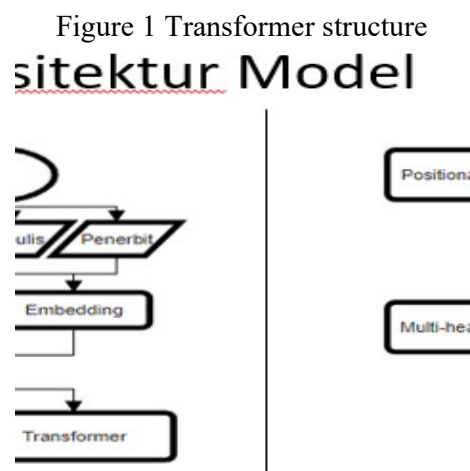 Figure 1 Transformer structure
sitektur Model
Positiona
ulis
Penerbit
Embedding
Multi-hea
Transformer